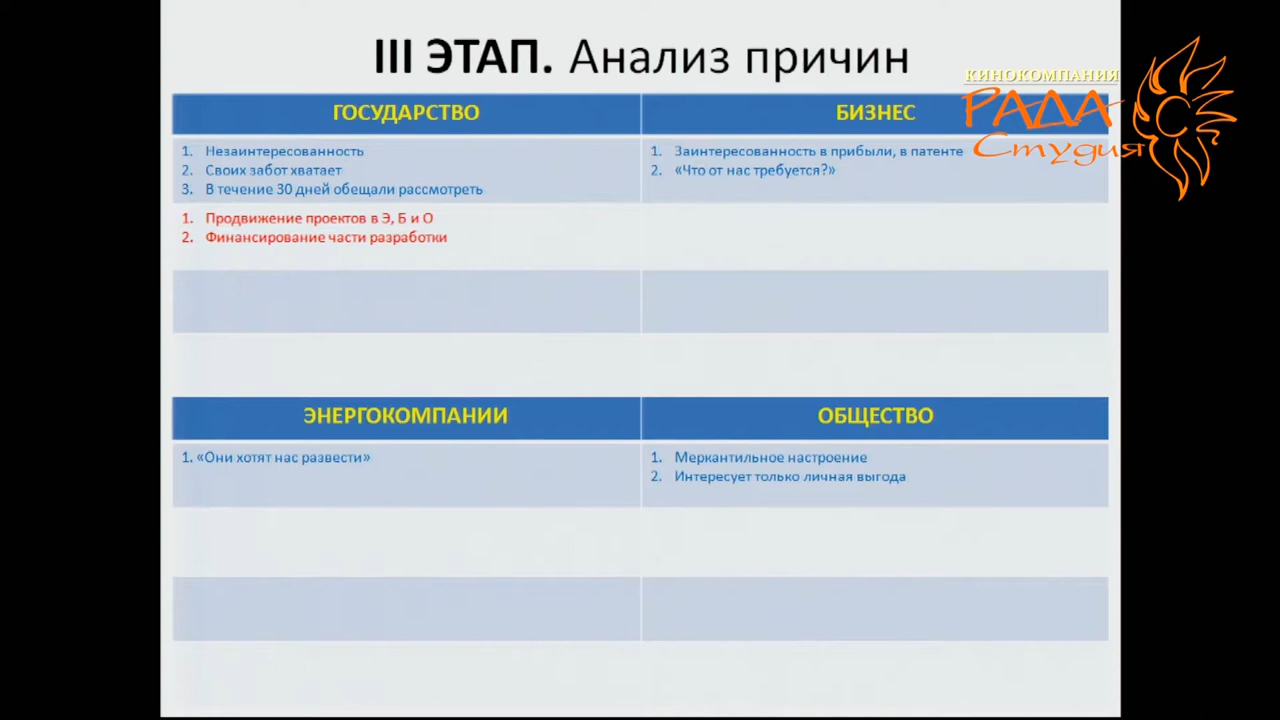 III ЭТАП. Анализ причин
КИНОКОМПАНИЯ
РАДА
Студия
ГОСУДАРСТВО
БИЗНЕС
1. Незаинтересованность
2. Своих забот хватает
3. В течение 30 дней обещали рассмотреть
1. Заинтересованность в прибыли, в патенте
2. «Что от нас требуется?»
1. Продвижение проектов в Э, Б и О
2. Финансирование части разработки
ЭНЕРГОКОМПАНИИ
ОБЩЕСТВО
1. «Они хотят нас развести»
1. Меркантильное настроение
2. Интересует только личная выгода